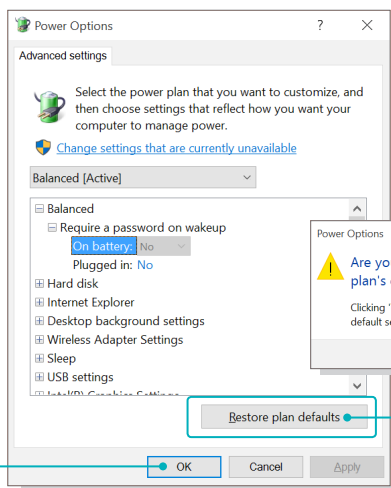 Power Options
Advanced settings
Select the power plan that you want to customize, and
then choose settings that reflect how you want your
computer to manage power.
Change settings that are currently unavailable
Balanced [Active]
Balanced
Require a password on wakeup
On battery: No
Plugged in: No
Hard disk
Internet Explorer
Desktop background settings
Wireless Adapter Settings
Sleep
USB settings
Intel(R) Graphics Settings
Restore plan defaults
OK Cancel Apply
Power Options
Are
plan's
Clicking
default